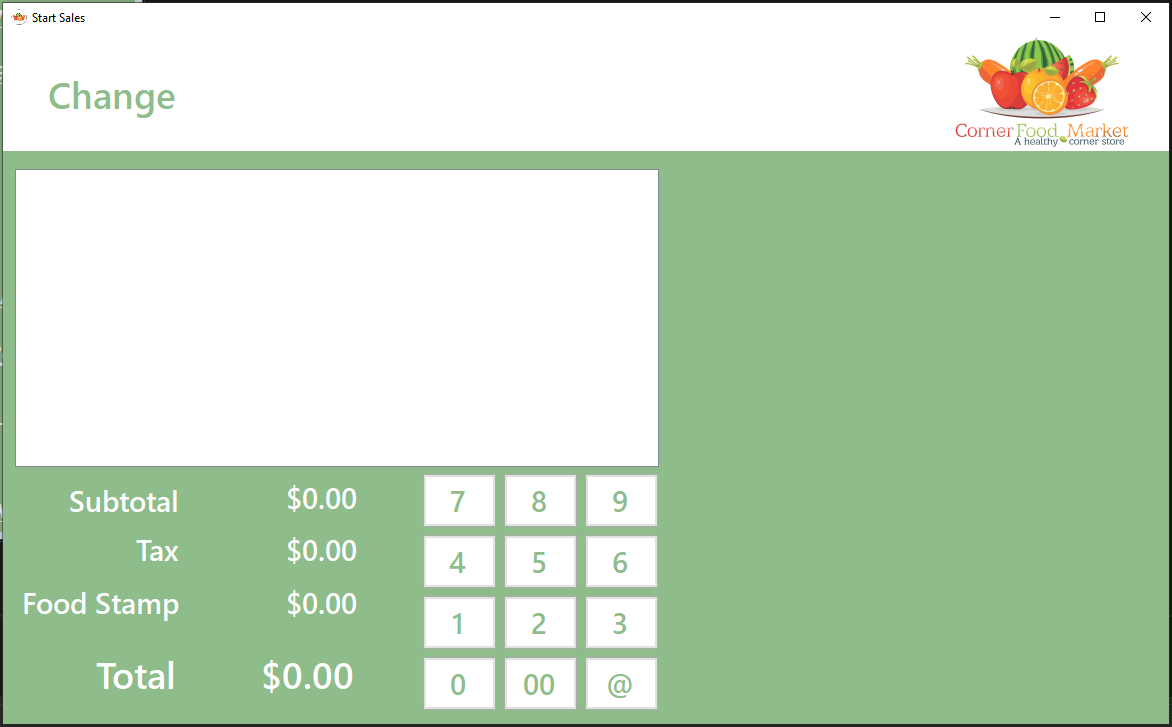 Start Sales
Change
Corner Food Market
A healthy corner store
Subtotal $0.00
Tax $0.00
Food Stamp $0.00
Total $0.00
7 8 9
4 5 6
1 2 3
0 00 @